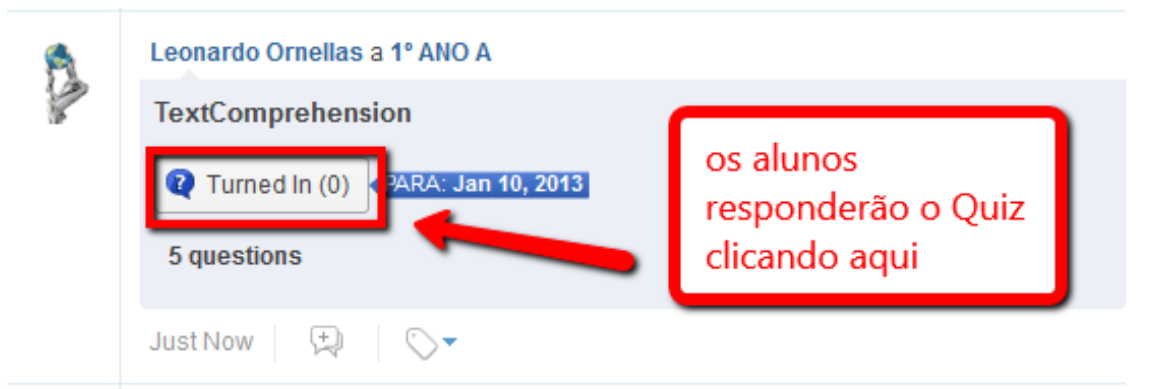 Leonardo Ornellas a 1° ANO A
TextComprehension
Turned In (0)
PARA: Jan 10, 2013
5 questions
os alunos
responderão o Quiz
clicando aqui
Just Now